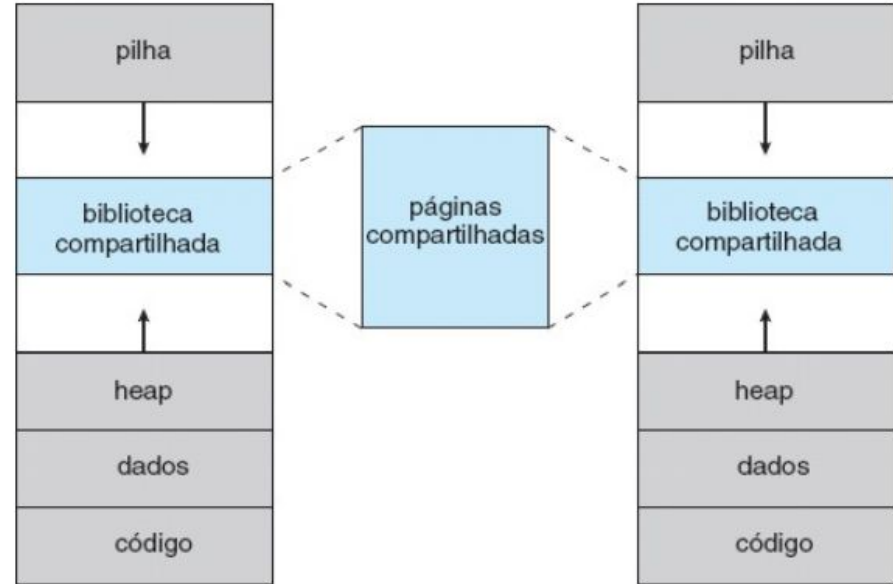 pilha
biblioteca
compartilhada
heap
dados
código
páginas
compartilhadas
pilha
biblioteca
compartilhada
heap
dados
código